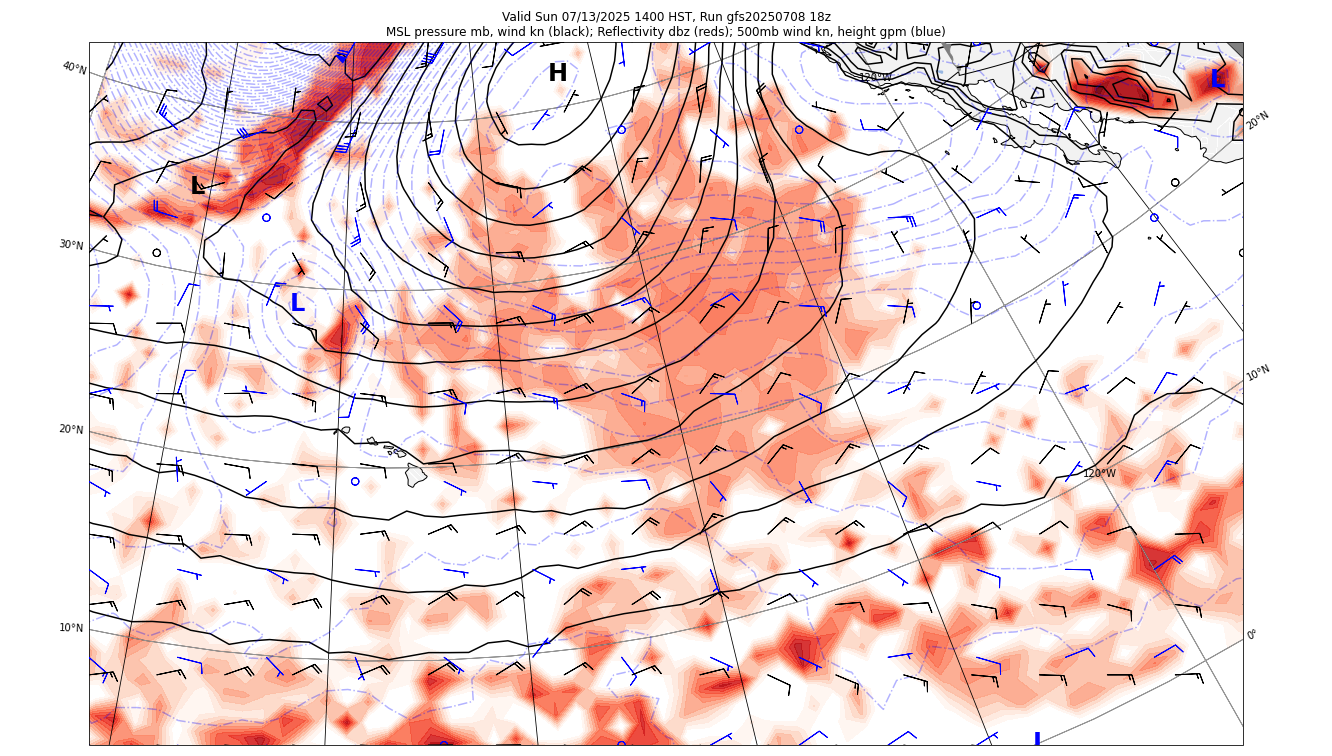 Valid Sun 07/13/2025 1400 HST, Run gfs20250708 18z
MSL pressure mb, wind kn (black); Reflectivity dbz (reds); 500mb wind kn, height gpm (blue)
40°N
H
120°W
L
20°N
L
30°N
L
10°N
20°N
120°W
10°N
0°
L